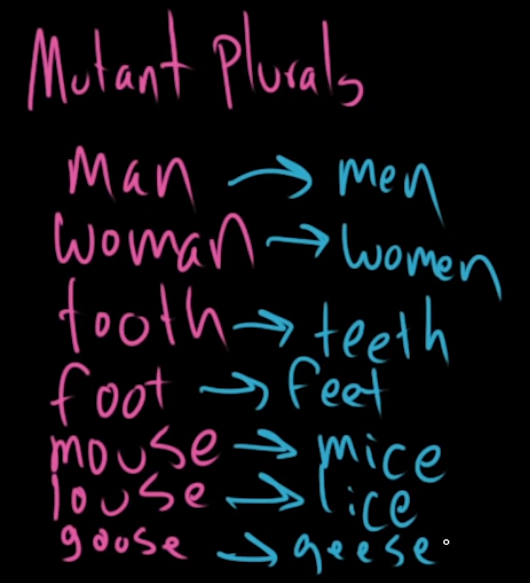 Mutant Plurals
man → men
woman → women
tooth → teeth
foot → feet
mouse → mice
louse → lice
goose → geese